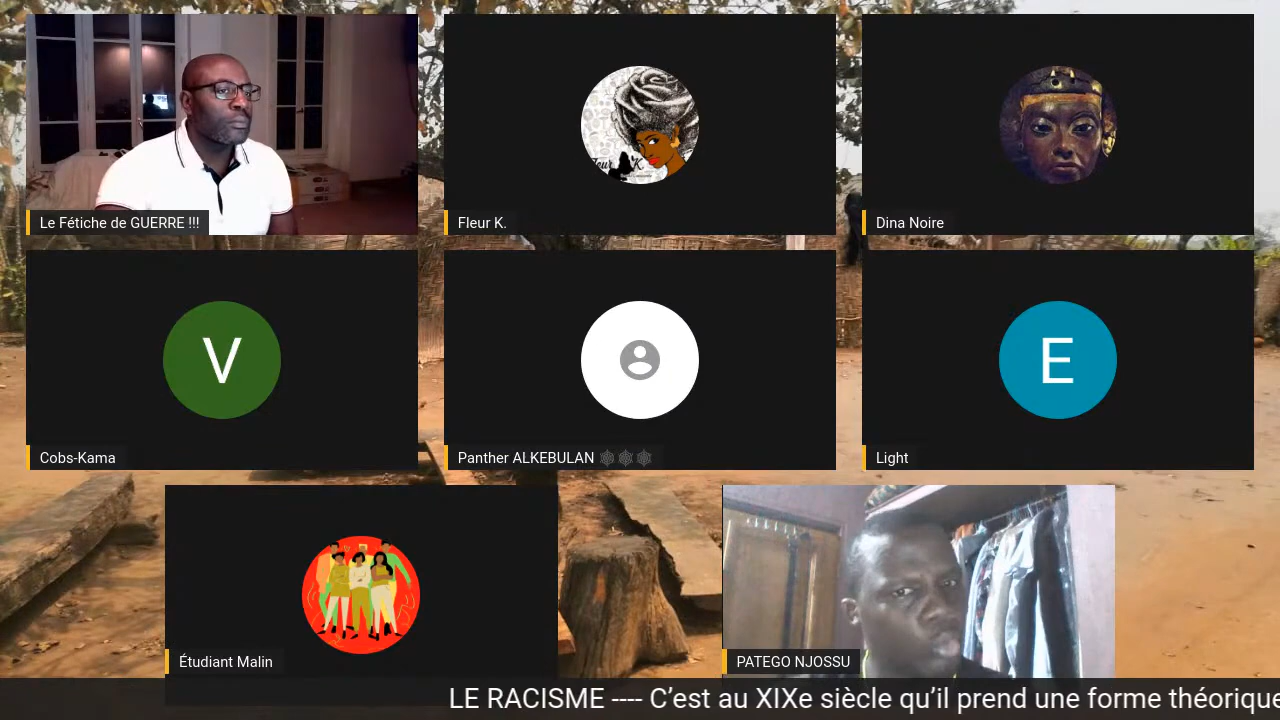 Le Fétiche de GUERRE !!!
Fleur K.
Dina Noire
V
E
Cobs-Kama
Panther ALKEBULAN 🕸🕸🕸
Light
Étudiant Malin
PATEGO NJOSSU
LE RACISME ---- C’est au XIXe siècle qu’il prend une forme théorique